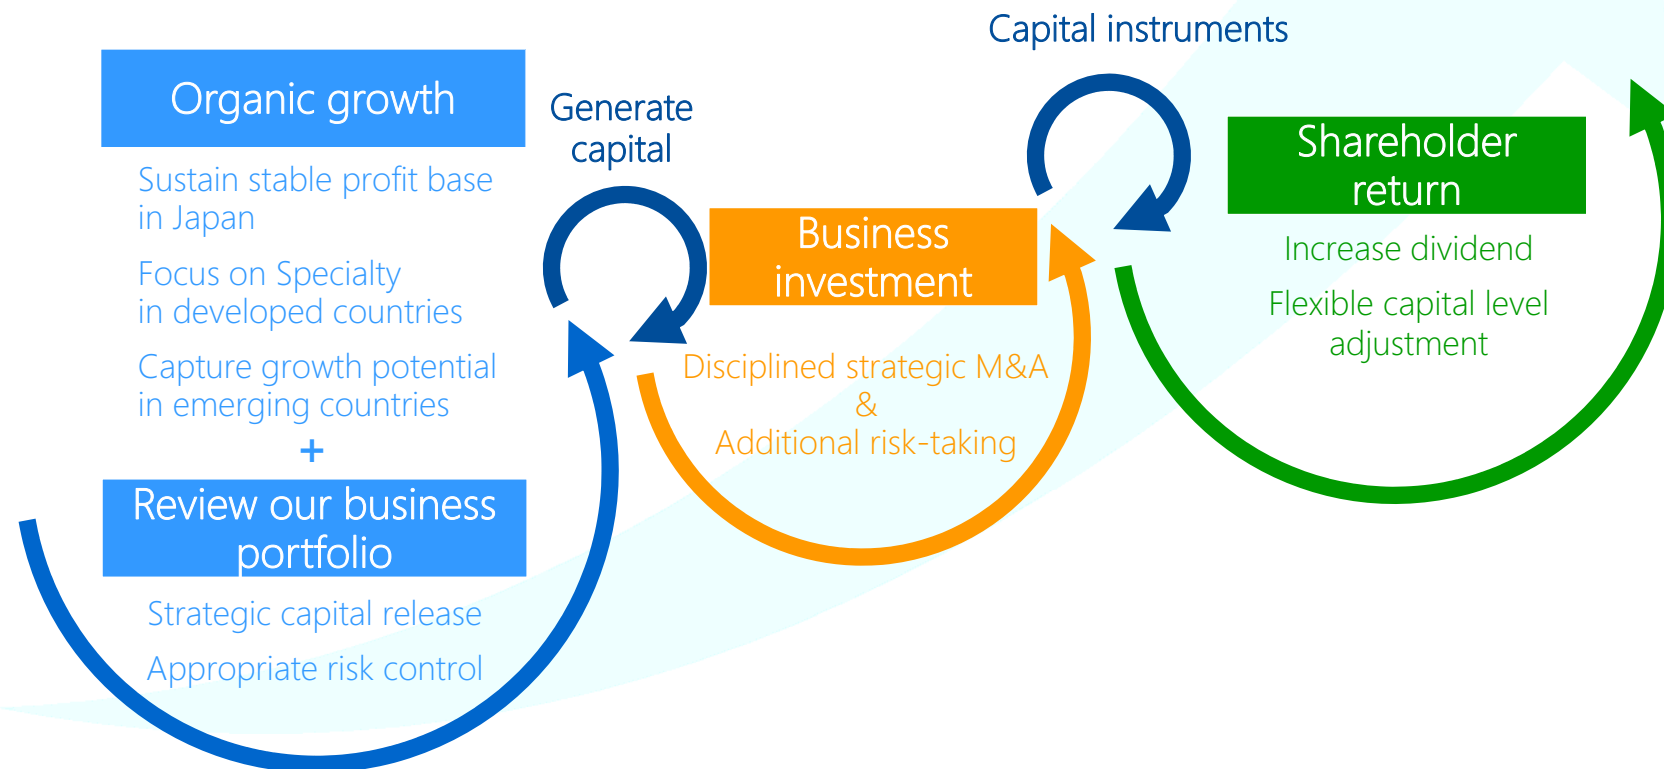 Organic growth
Sustain stable profit base
in Japan
Focus on Specialty
in developed countries
Capture growth potential
in emerging countries
+
Review our business
portfolio
Strategic capital release
Appropriate risk control
Generate
capital
Business
investment
Disciplined strategic M&A
&
Additional risk-taking
Capital instruments
Shareholder
return
Increase dividend
Flexible capital level
adjustment